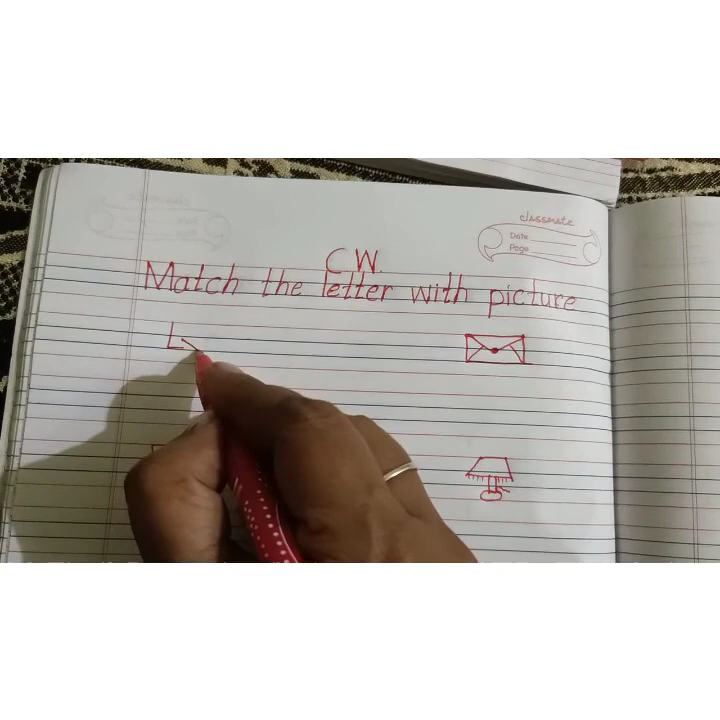 classmate
Date
Page
C W.
Match the letter with picture
L